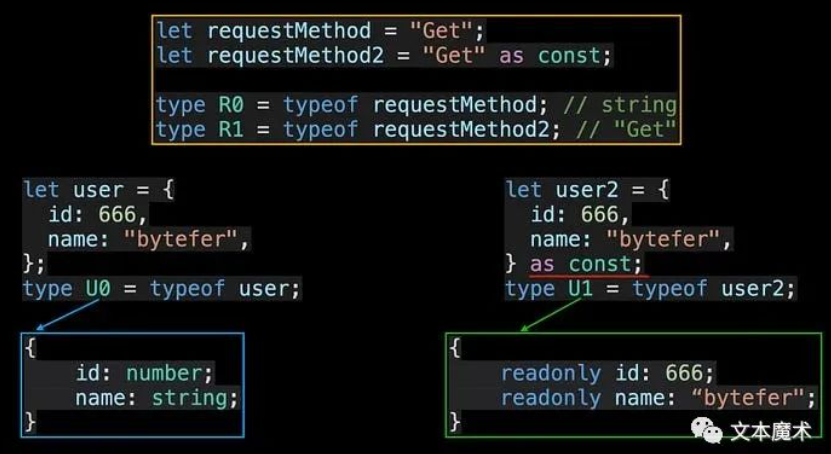 let requestMethod = "Get";
let requestMethod2 = "Get" as const;
type R0 = typeof requestMethod; // string
type R1 = typeof requestMethod2; // "Get"
let user = {
  id: 666,
  name: "bytefer",
};
type U0 = typeof user;
{
    id: number;
    name: string;
}
let user2 = {
  id: 666,
  name: "bytefer",
} as const;
type U1 = typeof user2;
{
    readonly id: 666;
    readonly name: “bytefer";
}
文本魔术